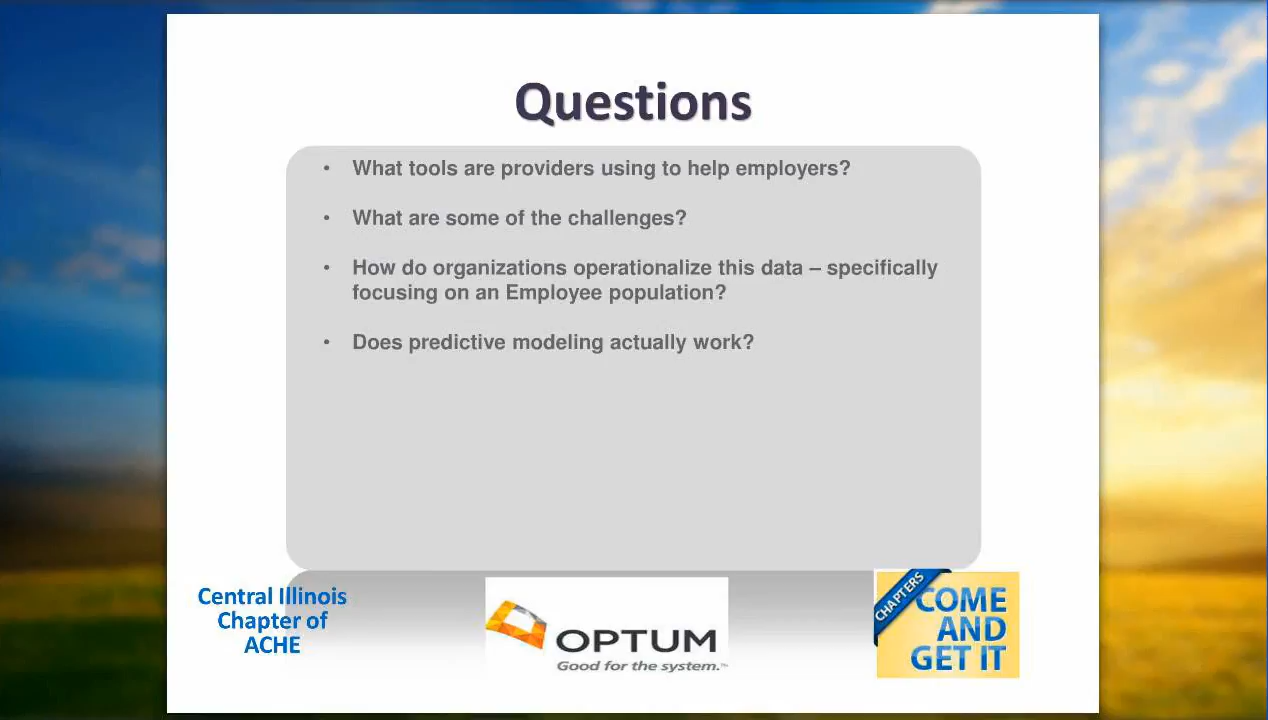 Questions
• What tools are providers using to help employers?
• What are some of the challenges?
• How do organizations operationalize this data – specifically
focusing on an Employee population?
• Does predictive modeling actually work?
Central Illinois
Chapter of
ACHE
OPTUM
Good for the system.™
CHAPTERS
COME
AND
GET IT